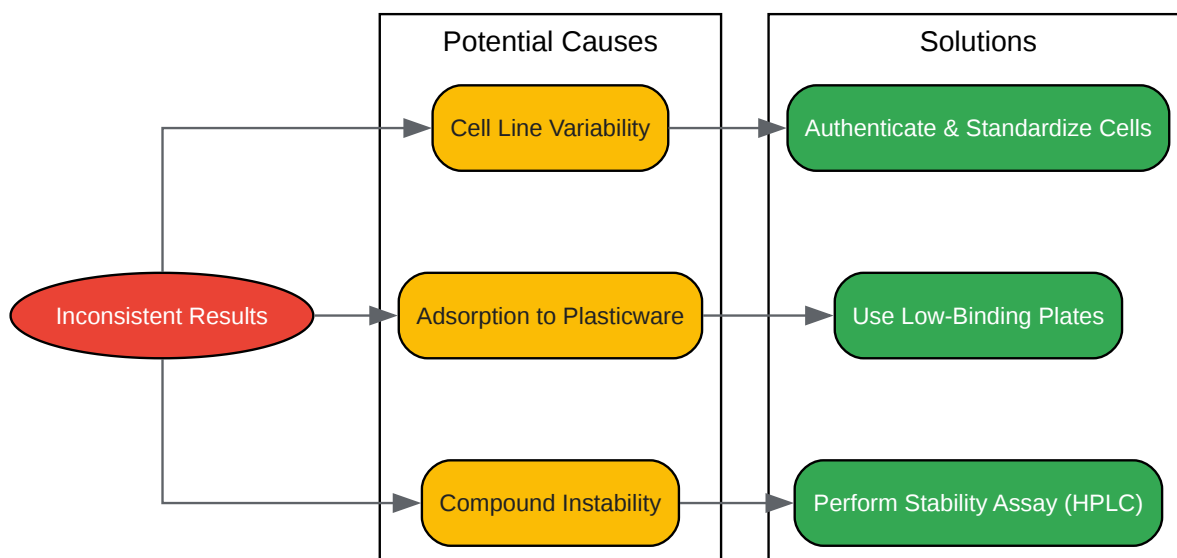 Potential Causes
Solutions
Cell Line Variability
Authenticate & Standardize Cells
Inconsistent Results
Adsorption to Plasticware
Use Low-Binding Plates
Compound Instability
Perform Stability Assay (HPLC)